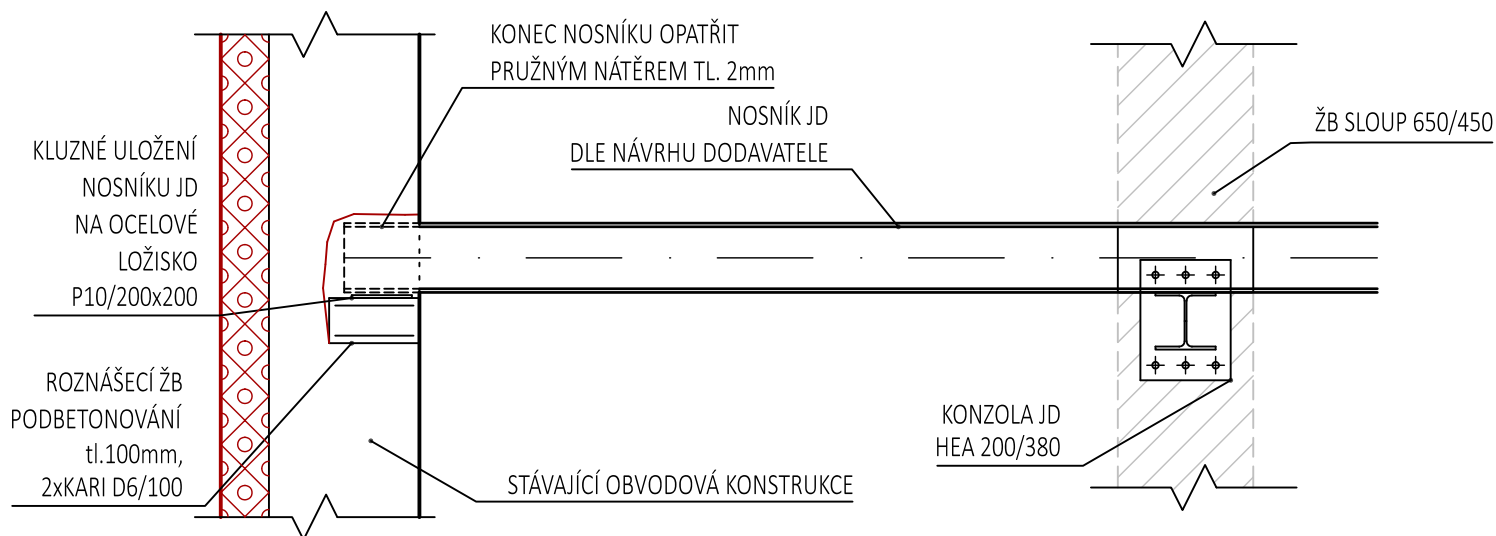 KONEC NOSNÍKU OPATŘIT
PRUŽNÝM NÁTĚREM TL. 2mm
NOSNÍK JD
DLE NÁVRHU DODAVATELE
ŽB SLOUP 650/450
KLUZNÉ ULOŽENÍ
NOSNÍKU JD
NA OCELOVÉ
LOŽISKO
P10/200x200
ROZNÁŠECÍ ŽB
PODBETONOVÁNÍ
tl.100mm,
2xKARI D6/100
STÁVAJÍCÍ OBVODOVÁ KONSTRUKCE
KONZOLA JD
HEA 200/380